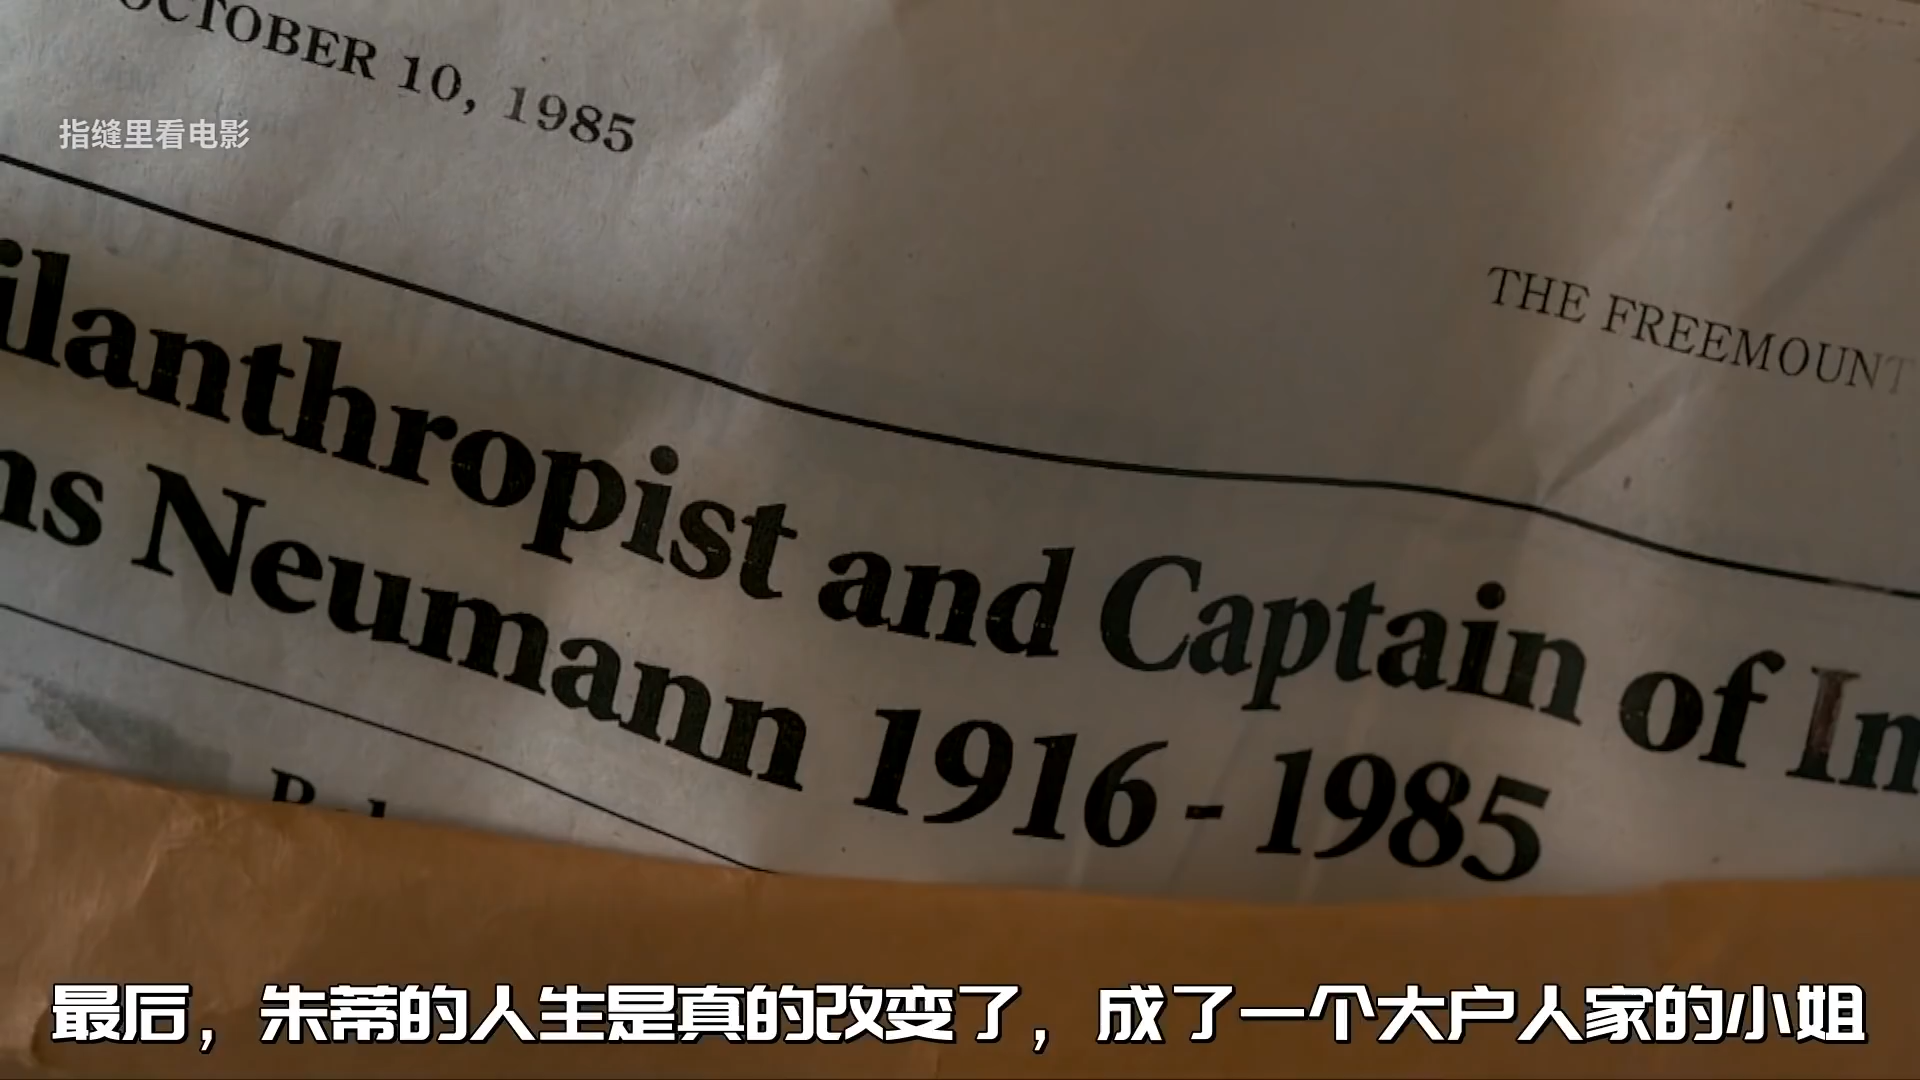 OCTOBER 10, 1985
指缝里看电影
THE FREEMOUNT
ilanthropist and Captain of In
ns Neumann 1916 - 1985
最后，朱蒂的人生是真的改变了，成了一个大户人家的小姐